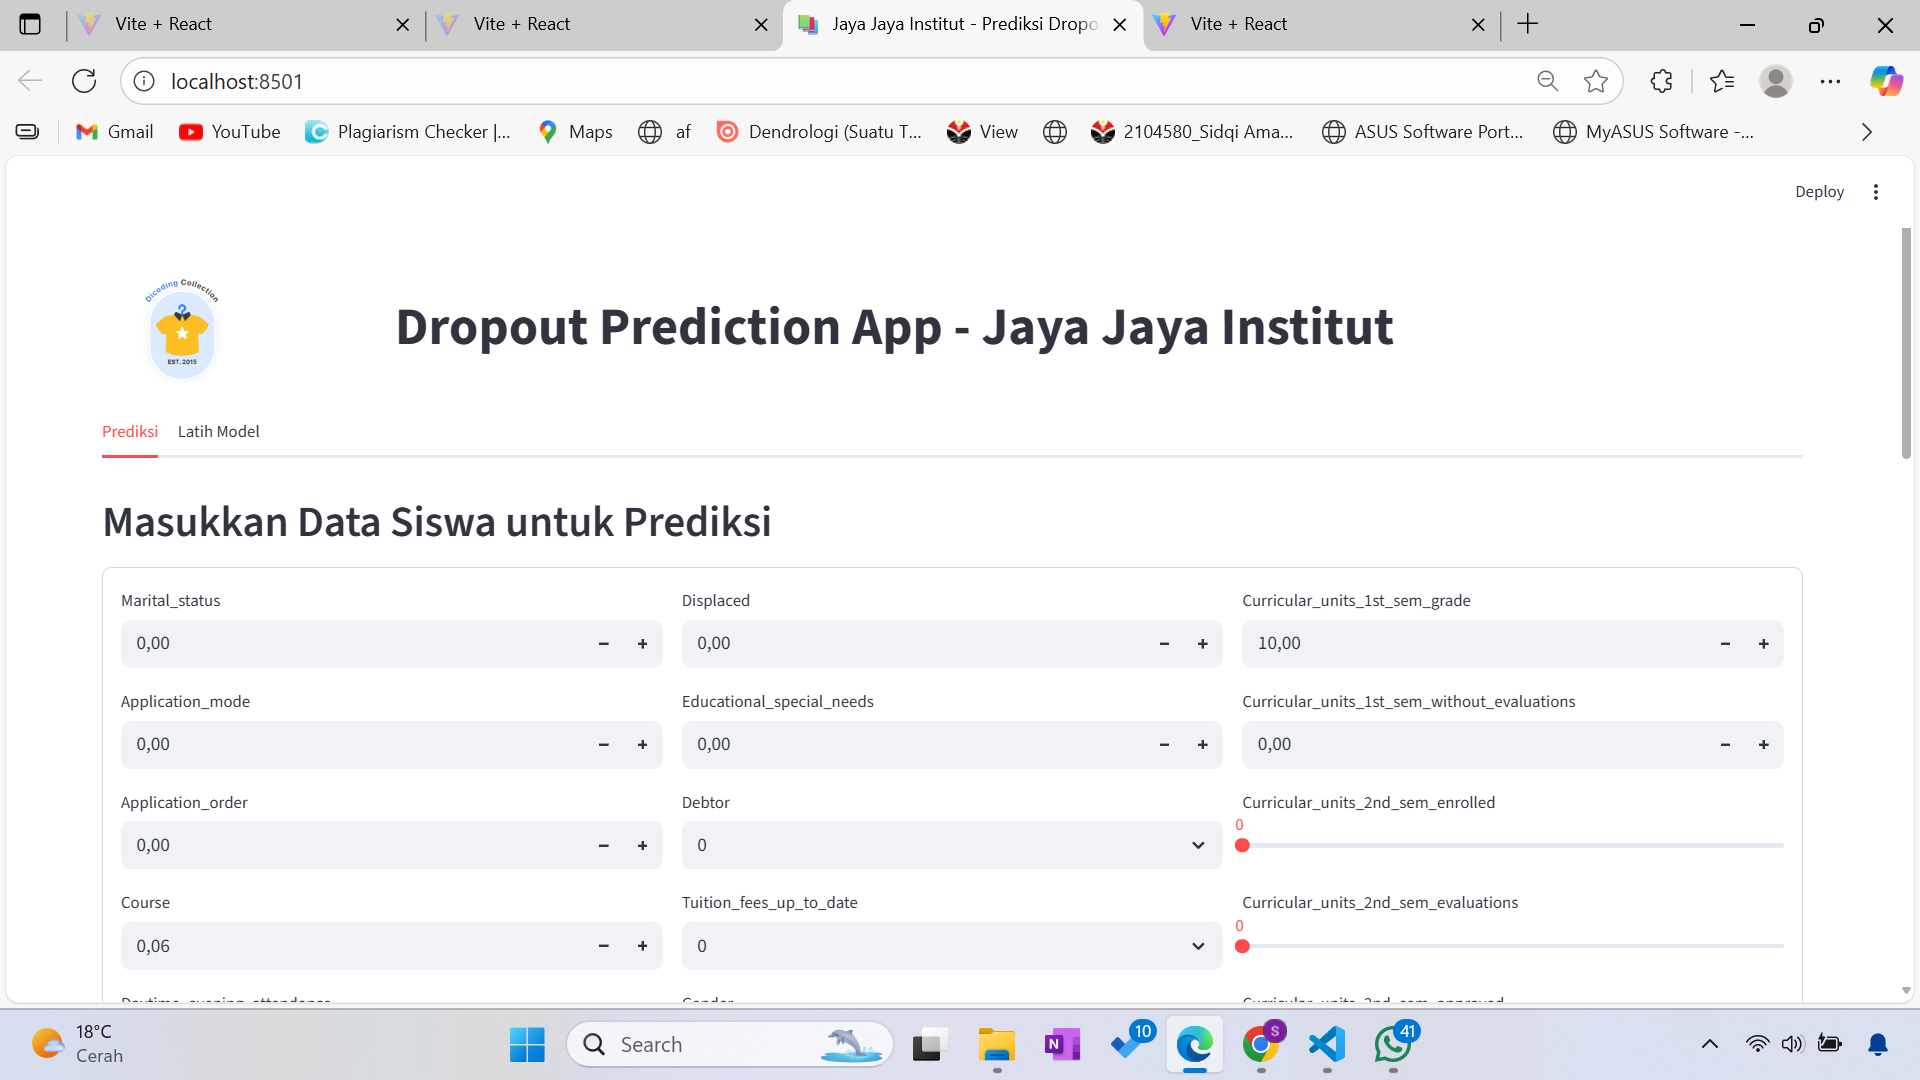 Vite + React
Vite + React
Jaya Jaya Institut - Prediksi Dropo
Vite + React
localhost:8501
Gmail
YouTube
Plagiarism Checker |...
Maps
af
Dendrologi (Suatu T...
View
2104580_Sidqi Ama...
ASUS Software Port...
MyASUS Software -...
Deploy
Dicoding Collection
EST. 2015
Dropout Prediction App - Jaya Jaya Institut
Prediksi
Latih Model
Masukkan Data Siswa untuk Prediksi
Marital_status
Displaced
Curricular_units_1st_sem_grade
0,00
0,00
10,00
Application_mode
Educational_special_needs
Curricular_units_1st_sem_without_evaluations
0,00
0,00
0,00
Application_order
Debtor
Curricular_units_2nd_sem_enrolled
0
0,00
0
Course
Tuition_fees_up_to_date
Curricular_units_2nd_sem_evaluations
0
0,06
0
Daytime_evening_attendance
Gender
Curricular_units_2nd_sem_approved
18°C
Cerah
Search
N
10
S
41